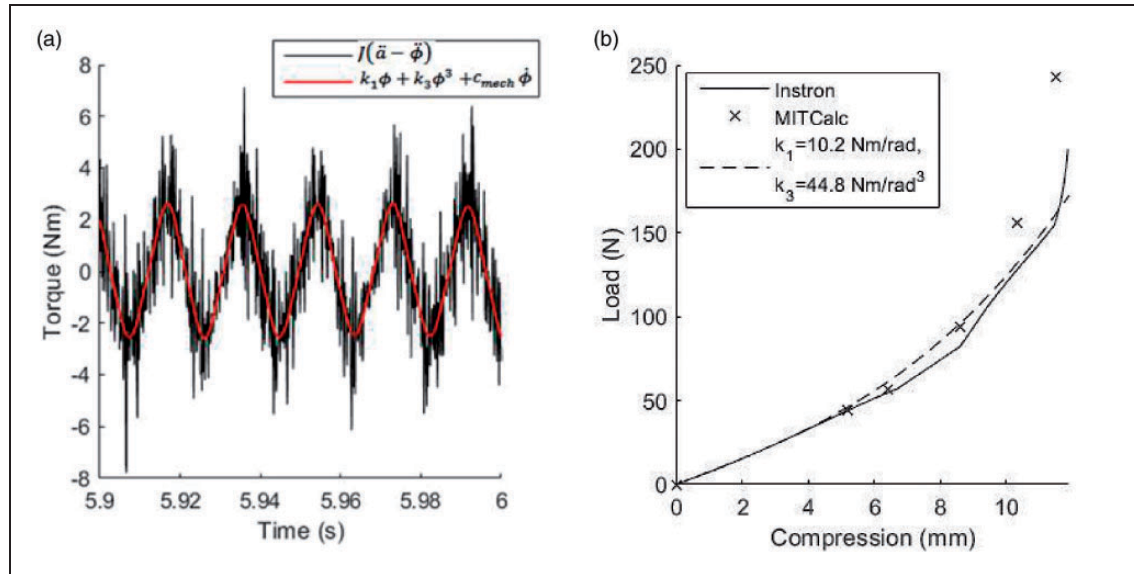 (a)
J(ä − φ̈)
k₁φ + k₃φ³ +c_mech φ̇
Torque (Nm)
8
6
4
2
0
-2
-4
-6
-8
5.9 5.92 5.94 5.96 5.98 6
Time (s)
(b)
Instron
MITCalc
k₁=10.2 Nm/rad,
k₃=44.8 Nm/rad³
Load (N)
250
200
150
100
50
0
0 2 4 6 8 10
Compression (mm)